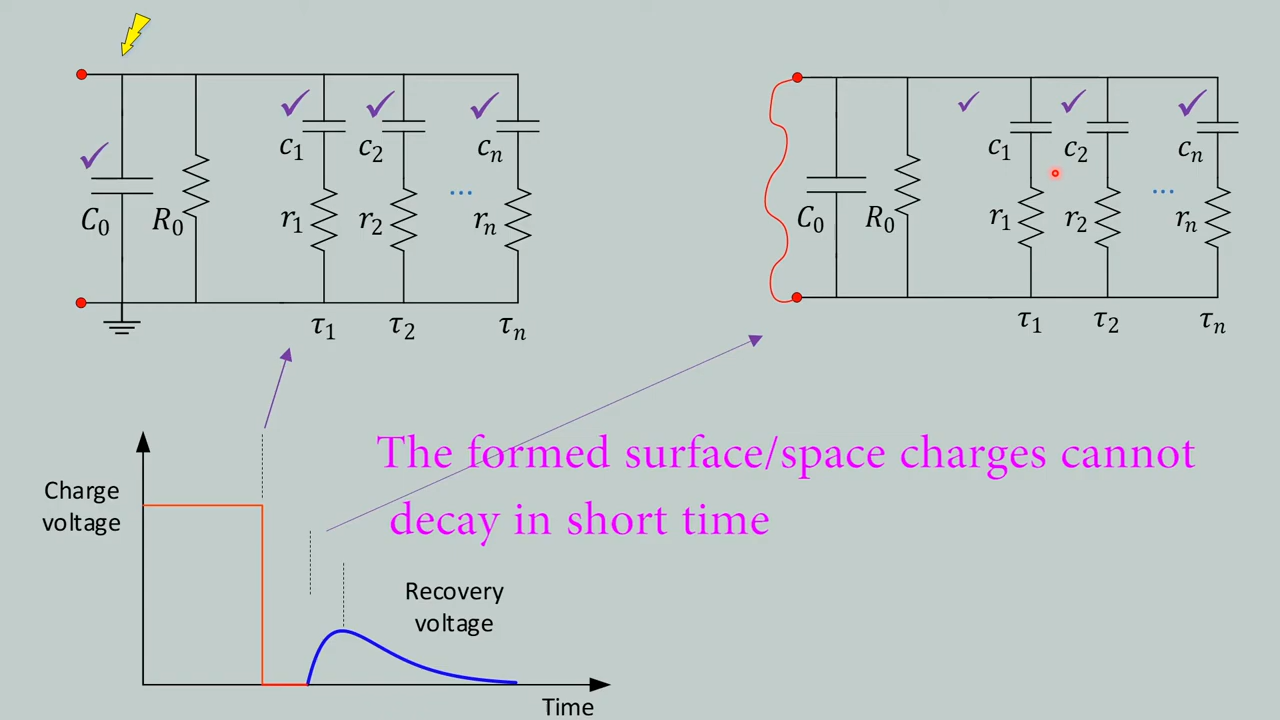 C₀ R₀ c₁ r₁ c₂ r₂ ... cₙ rₙ
τ₁ τ₂ τₙ
C₀ R₀ c₁ r₁ c₂ r₂ ... cₙ rₙ
τ₁ τ₂ τₙ
The formed surface/space charges cannot
decay in short time
Charge
voltage
Recovery
voltage
Time